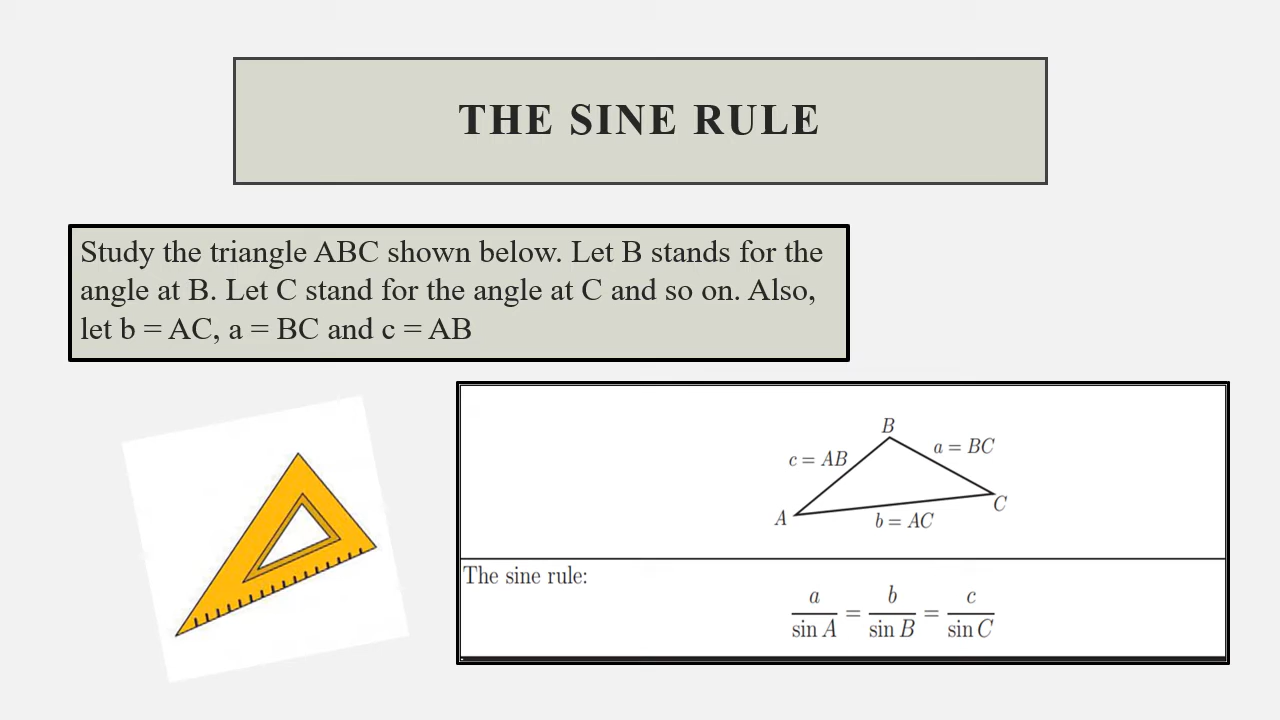 THE SINE RULE
Study the triangle ABC shown below. Let B stands for the
angle at B. Let C stand for the angle at C and so on. Also,
let b = AC, a = BC and c = AB
B
c = AB
a = BC
A
C
b = AC
The sine rule:
a/sin A = b/sin B = c/sin C